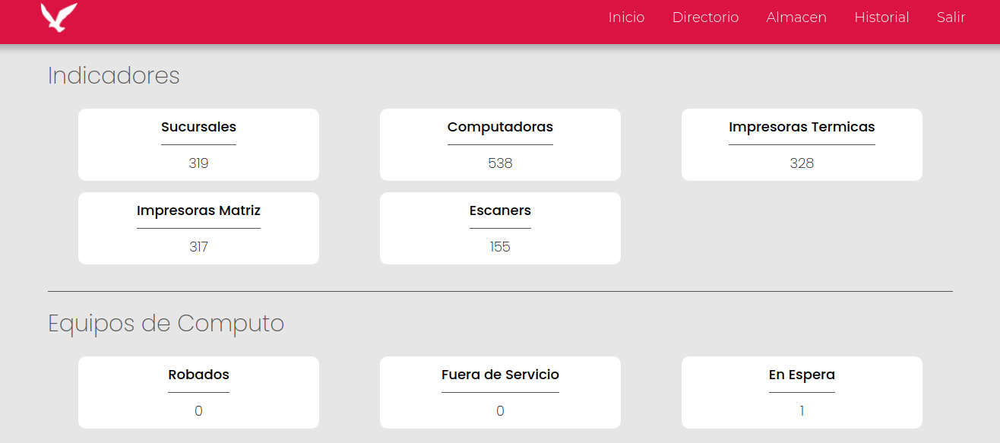 Inicio Directorio Almacen Historial Salir
Indicadores
Sucursales Computadoras Impresoras Termicas
319 538 328
Impresoras Matriz Escaners
317 155
Equipos de Computo
Robados Fuera de Servicio En Espera
0 0 1